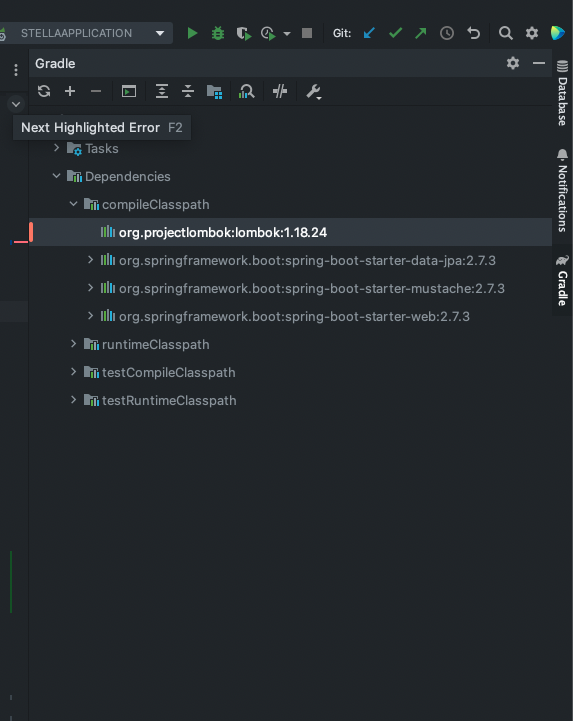 STELLAAPPLICATION
Git:
Gradle
Next Highlighted Error F2
Tasks
Dependencies
compileClasspath
org.projectlombok:lombok:1.18.24
org.springframework.boot:spring-boot-starter-data-jpa:2.7.3
org.springframework.boot:spring-boot-starter-mustache:2.7.3
org.springframework.boot:spring-boot-starter-web:2.7.3
runtimeClasspath
testCompileClasspath
testRuntimeClasspath
Database
Notifications
Gradle